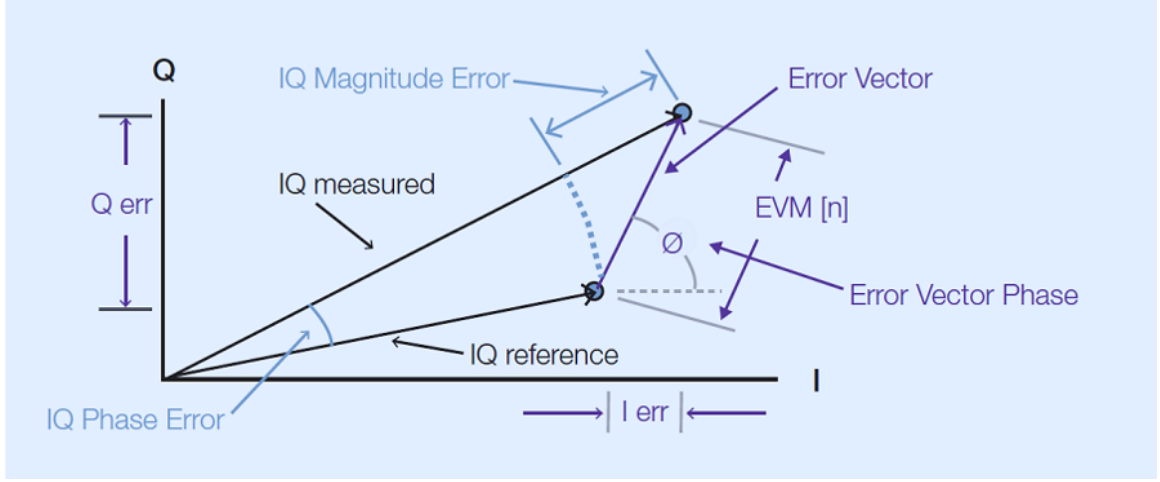 Q
IQ Magnitude Error
Error Vector
IQ measured
Q err
EVM [n]
Ø
Error Vector Phase
IQ reference
I
I err
IQ Phase Error